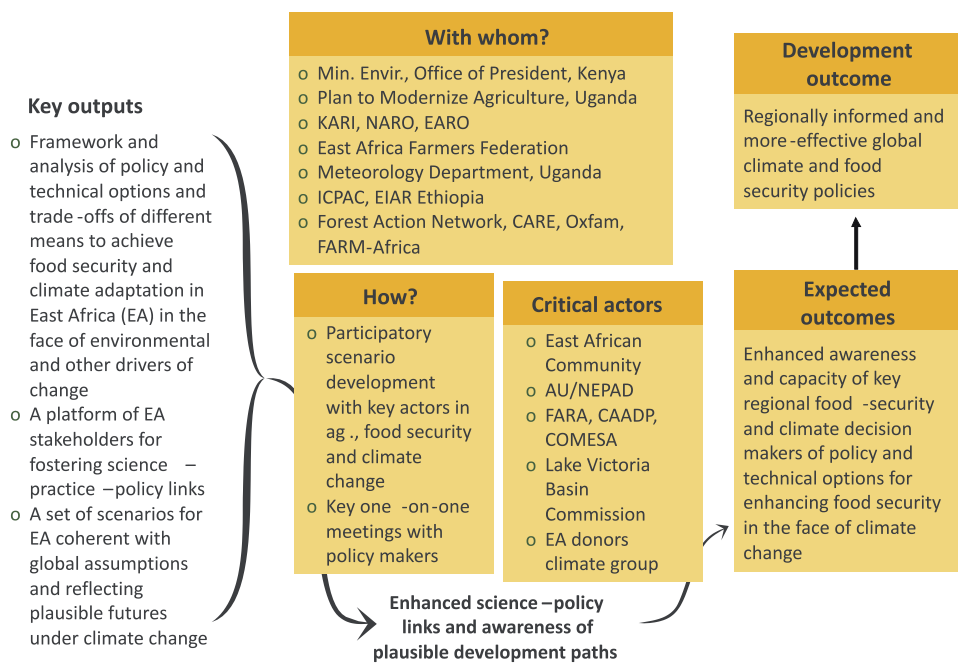 Key outputs
o Framework and
analysis of policy and
technical options and
trade -offs of different
means to achieve
food security and
climate adaptation in
East Africa (EA) in the
face of environmental
and other drivers of
change
o A platform of EA
stakeholders for
fostering science –
practice –policy links
o A set of scenarios for
EA coherent with
global assumptions
and reflecting
plausible futures
under climate change
With whom?
o Min. Envir., Office of President, Kenya
o Plan to Modernize Agriculture, Uganda
o KARI, NARO, EARO
o East Africa Farmers Federation
o Meteorology Department, Uganda
o ICPAC, EIAR Ethiopia
o Forest Action Network, CARE, Oxfam,
FARM-Africa
How?
o Participatory
scenario
development
with key actors in
ag ., food security
and climate
change
o Key one -on-one
meetings with
policy makers
Critical actors
o East African
Community
o AU/NEPAD
o FARA, CAADP,
COMESA
o Lake Victoria
Basin
Commission
o EA donors
climate group
Enhanced science –policy
links and awareness of
plausible development paths
Development
outcome
Regionally informed and
more -effective global
climate and food
security policies
Expected
outcomes
Enhanced awareness
and capacity of key
regional food -security
and climate decision
makers of policy and
technical options for
enhancing food security
in the face of climate
change